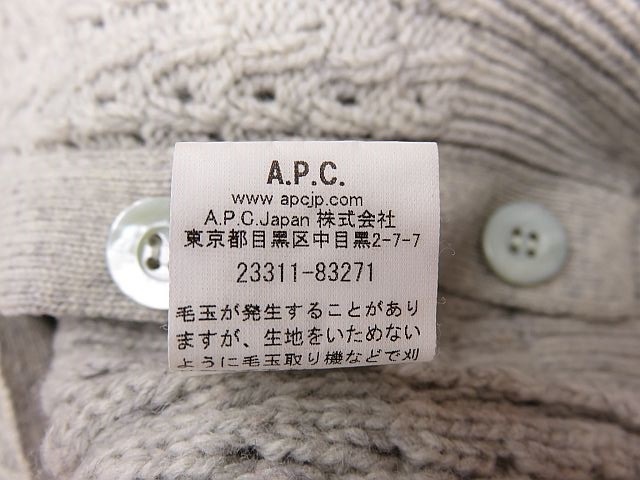 A.P.C.
www apcjp.com
A.P.C.Japan 株式会社
東京都目黒区中目黒2-7-7
23311-83271
毛玉が発生することがあり
ますが、生地をいためない
ように毛玉取り機などで刈